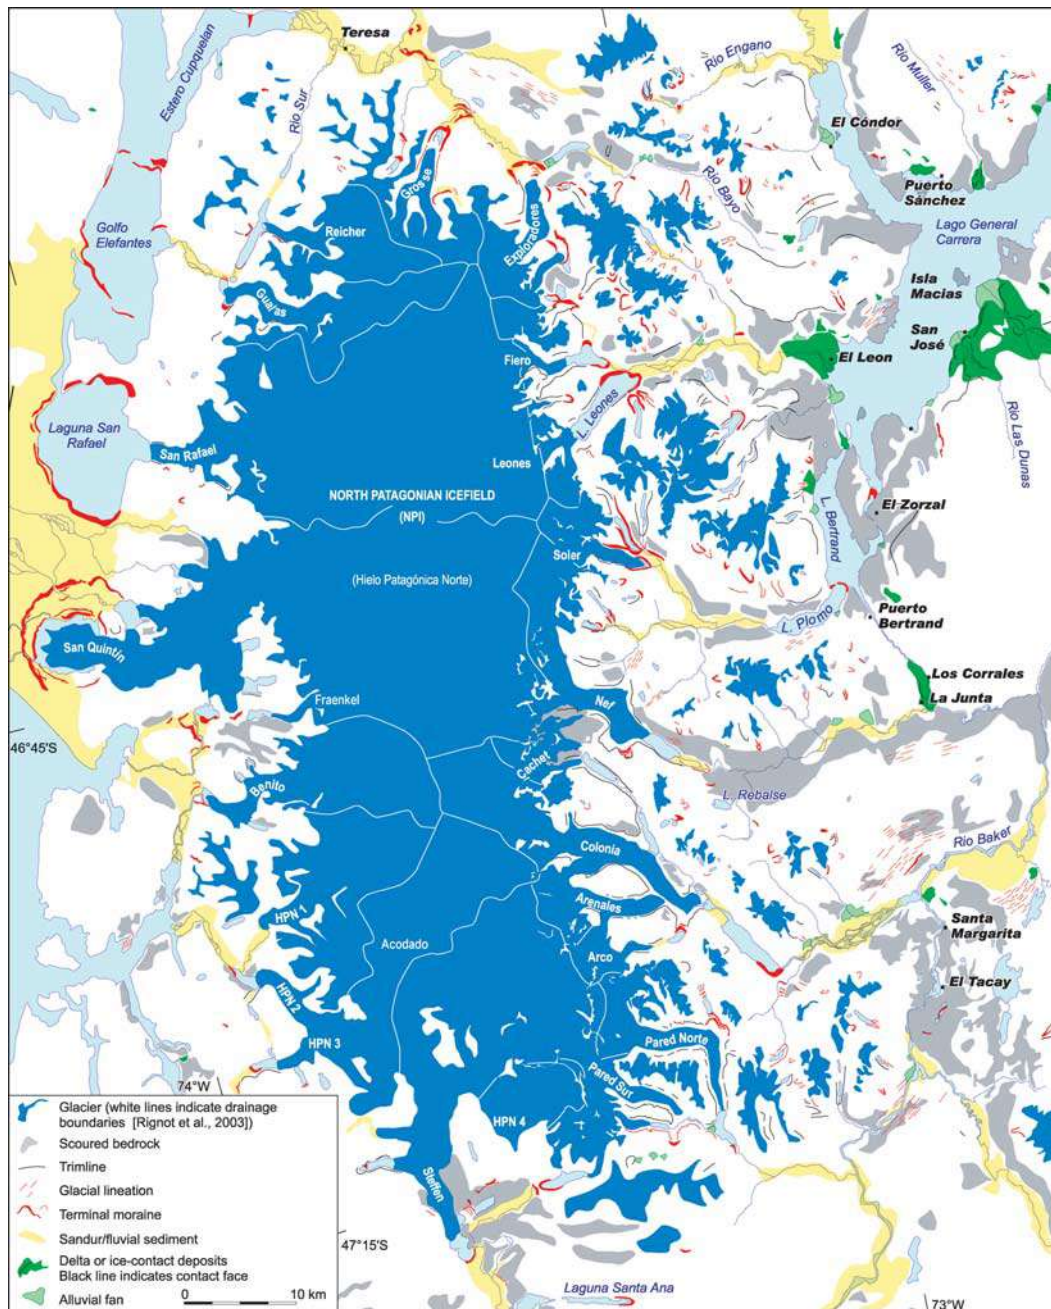 Teresa
Estero Cupquelan
Rio Sur
Rio Engano
Rio Muller
El Cóndor
Grosse
Rio Bayo
Puerto
Sánchez
Golfo
Elefantes
Reicher
Exploradores
Lago General
Carrera
Isla
Macias
Gualas
San
José
Fiero
El Leon
L. Leones
Rio Las Dunas
Laguna San
Rafael
San Rafael
Leones
NORTH PATAGONIAN ICEFIELD
(NPI)
L. Bertrand
El Zorzal
Soler
(Hielo Patagónica Norte)
L. Plomo
Puerto
Bertrand
San Quintín
Los Corrales
La Junta
Fraenkel
Nef
46°45'S
Cachet
L. Rebalse
Benito
Rio Baker
Colonia
Arenales
HPN 1
Acodado
Santa
Margarita
Arco
El Tacay
HPN 2
HPN 3
Pared Norte
Pared Sur
74°W
HPN 4
Steffen
47°15'S
Laguna Santa Ana
73°W
Glacier (white lines indicate drainage
boundaries [Rignot et al., 2003])
Scoured bedrock
Trimline
Glacial lineation
Terminal moraine
Sandur/fluvial sediment
Delta or ice-contact deposits
Black line indicates contact face
Alluvial fan
0 10 km